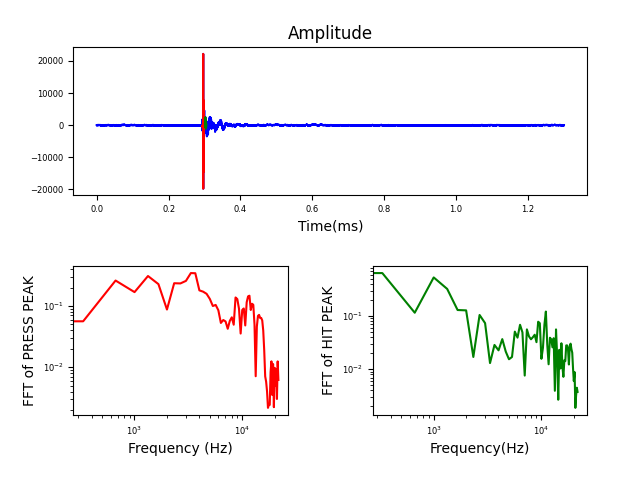 Amplitude
20000
10000
0
−10000
−20000
0.0 0.2 0.4 0.6 0.8 1.0 1.2
Time(ms)
FFT of PRESS PEAK
10⁻¹
10⁻²
10³ 10⁴
Frequency (Hz)
FFT of HIT PEAK
10⁻¹
10⁻²
10³ 10⁴
Frequency(Hz)